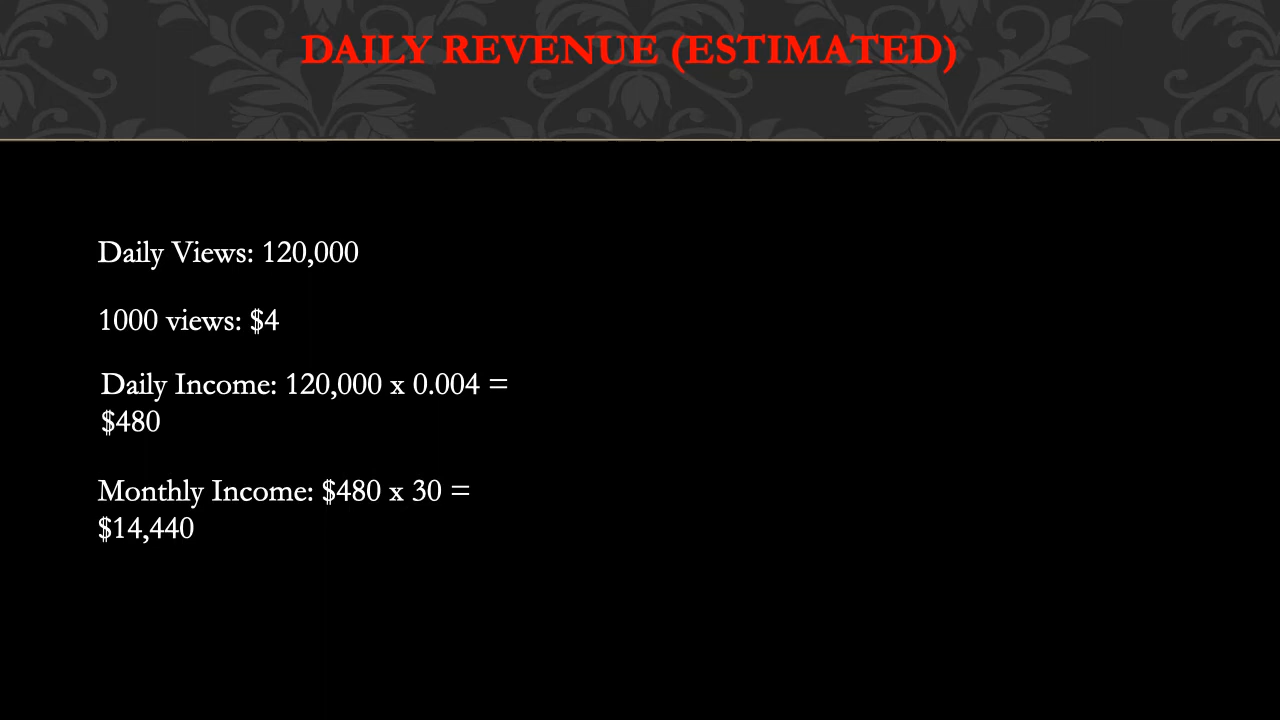 DAILY REVENUE (ESTIMATED)
Daily Views: 120,000
1000 views: $4
Daily Income: 120,000 x 0.004 =
$480
Monthly Income: $480 x 30 =
$14,440